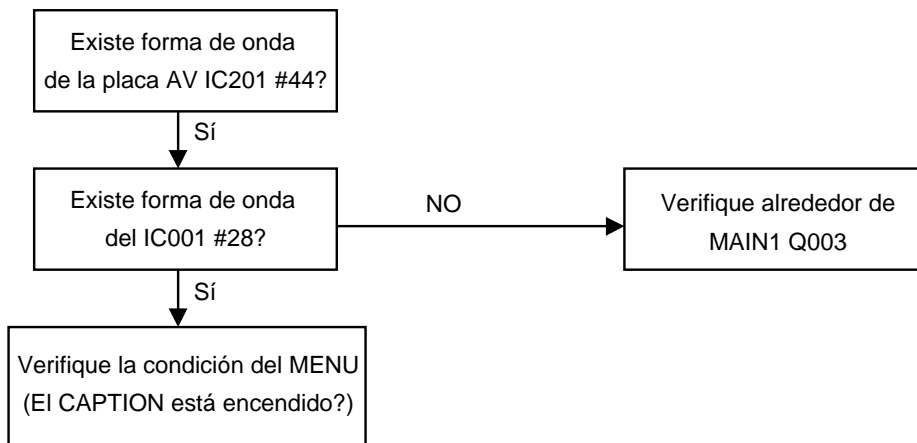 Existe forma de onda
de la placa AV IC201 #44?
Sí
Existe forma de onda
del IC001 #28?
NO
Verifique alrededor de
MAIN1 Q003
Sí
Verifique la condición del MENU
(El CAPTION está encendido?)